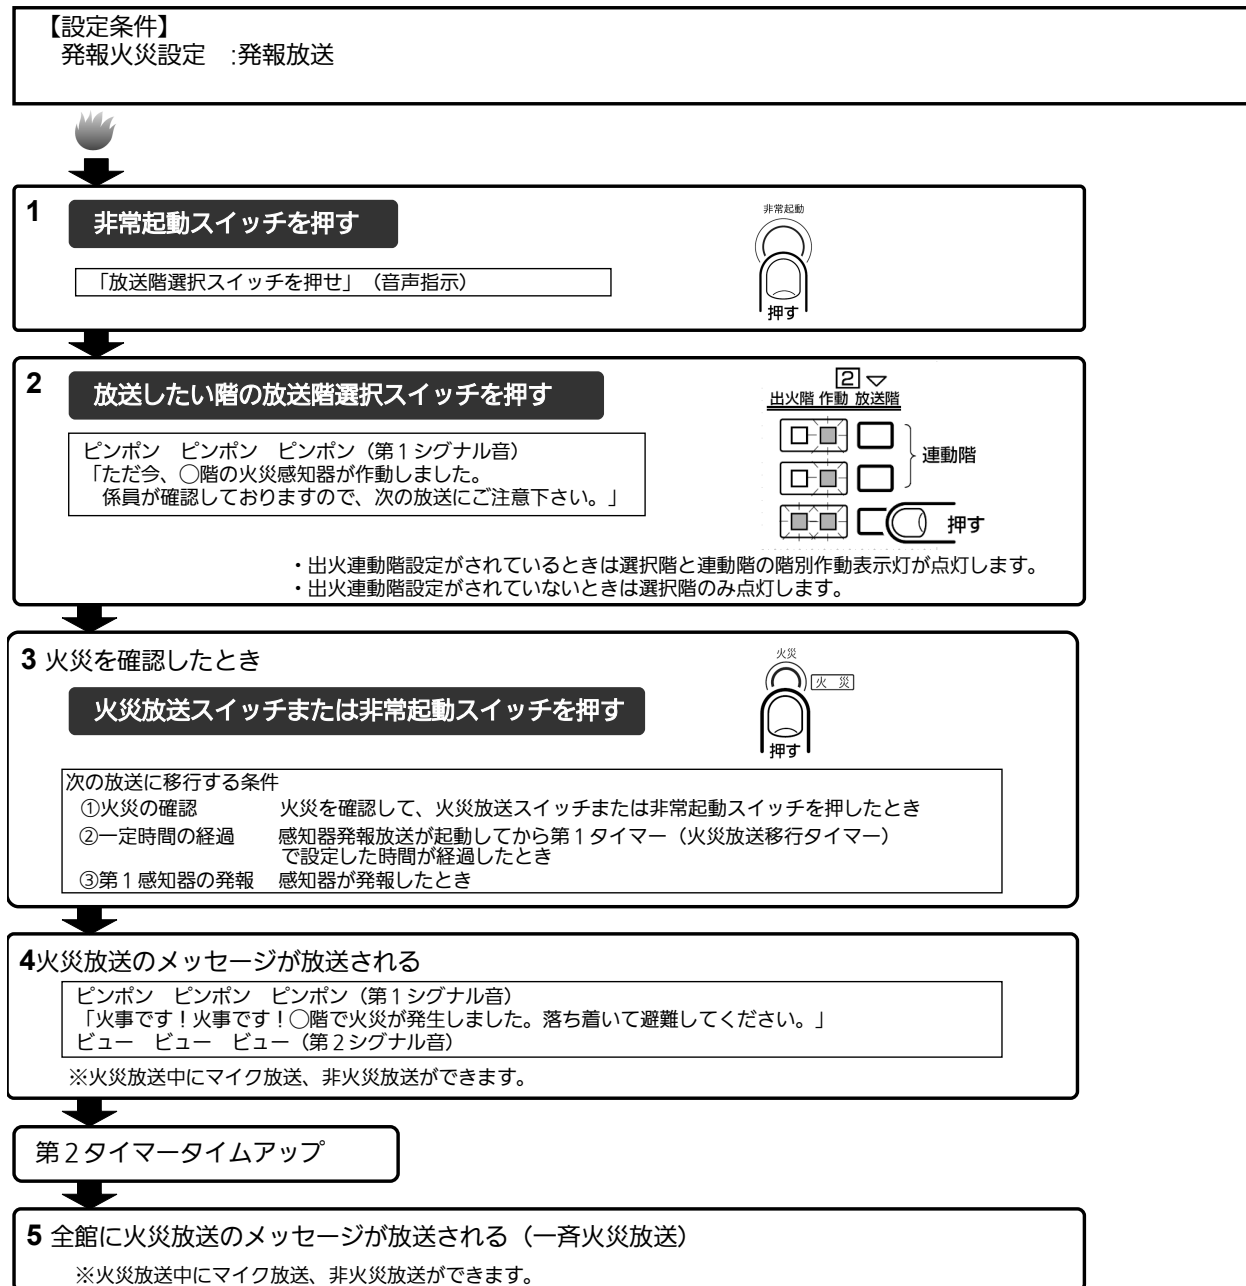 【設定条件】
発報火災設定　:発報放送
1
非常起動スイッチを押す
非常起動
「放送階選択スイッチを押せ」（音声指示）
押す
2
放送したい階の放送階選択スイッチを押す
2 ▽
出火階 作動 放送階
ピンポン　ピンポン　ピンポン（第１シグナル音）
「ただ今、○階の火災感知器が作動しました。
係員が確認しておりますので、次の放送にご注意下さい。」
連動階
押す
・出火連動階設定がされているときは選択階と連動階の階別作動表示灯が点灯します。
・出火連動階設定がされていないときは選択階のみ点灯します。
3 火災を確認したとき
火災
火 災
火災放送スイッチまたは非常起動スイッチを押す
押す
次の放送に移行する条件
①火災の確認　火災を確認して、火災放送スイッチまたは非常起動スイッチを押したとき
②一定時間の経過　感知器発報放送が起動してから第１タイマー（火災放送移行タイマー）
で設定した時間が経過したとき
③第１感知器の発報　感知器が発報したとき
4火災放送のメッセージが放送される
ピンポン　ピンポン　ピンポン（第１シグナル音）
「火事です！火事です！○階で火災が発生しました。落ち着いて避難してください。」
ビュー　ビュー　ビュー（第２シグナル音）
※火災放送中にマイク放送、非火災放送ができます。
第２タイマータイムアップ
5 全館に火災放送のメッセージが放送される（一斉火災放送）
※火災放送中にマイク放送、非火災放送ができます。